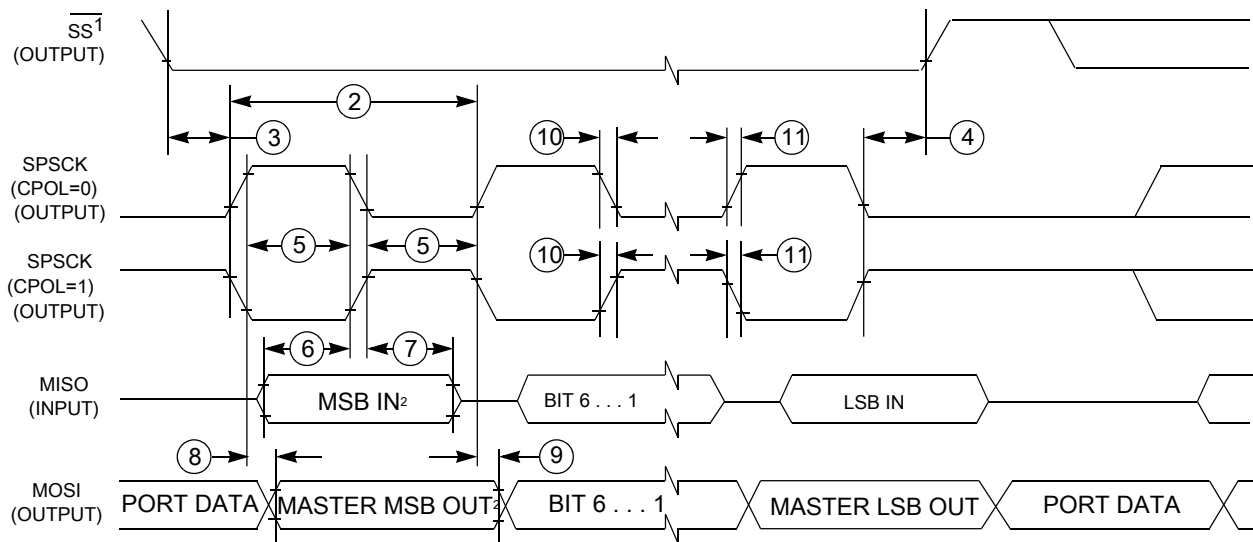 SS1
(OUTPUT)
2
3
10
11
4
SPSCK
(CPOL=0)
(OUTPUT)
5
5
SPSCK
(CPOL=1)
(OUTPUT)
10
11
6
7
MISO
(INPUT)
MSB IN2
BIT 6 . . . 1
LSB IN
8
9
MOSI
(OUTPUT)
PORT DATA
MASTER MSB OUT2
BIT 6 . . . 1
MASTER LSB OUT
PORT DATA